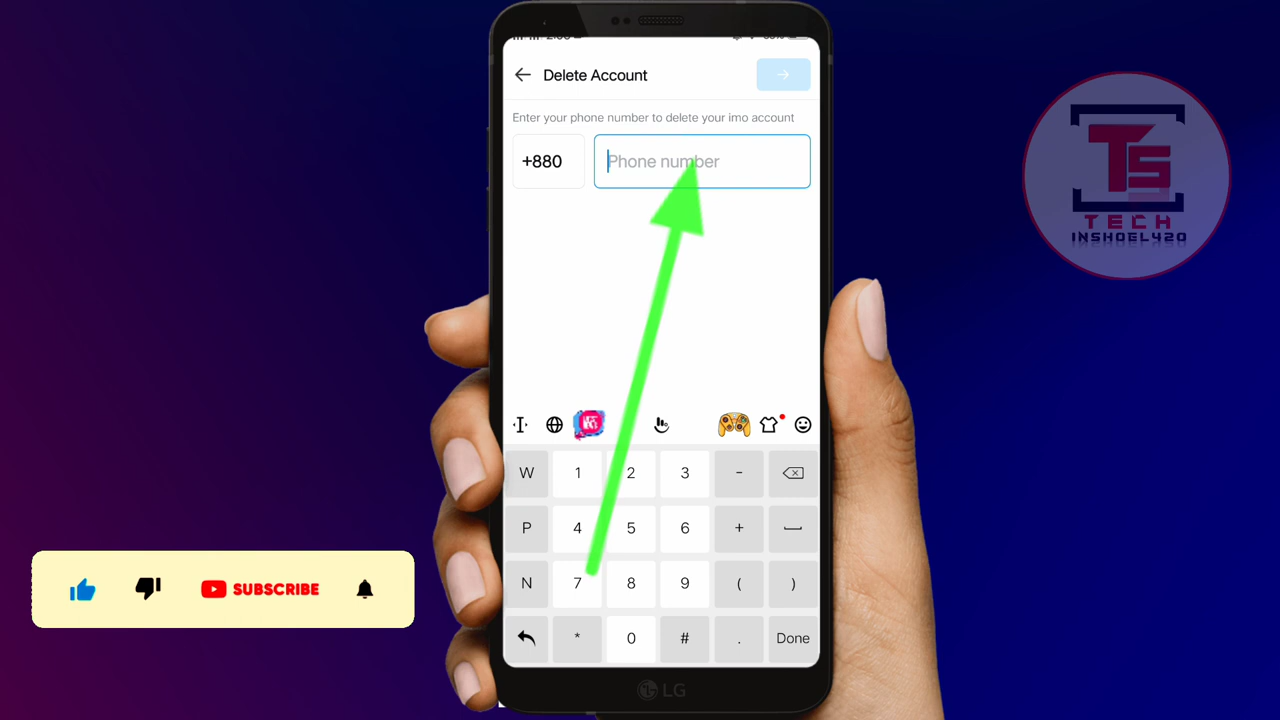 Delete Account
Enter your phone number to delete your imo account
+880
Phone number
TS
TECH
INSHOEL420
W 1 2 3 -
P 4 5 6 +
N 7 8 9 ( )
* 0 # . Done
SUBSCRIBE
LG